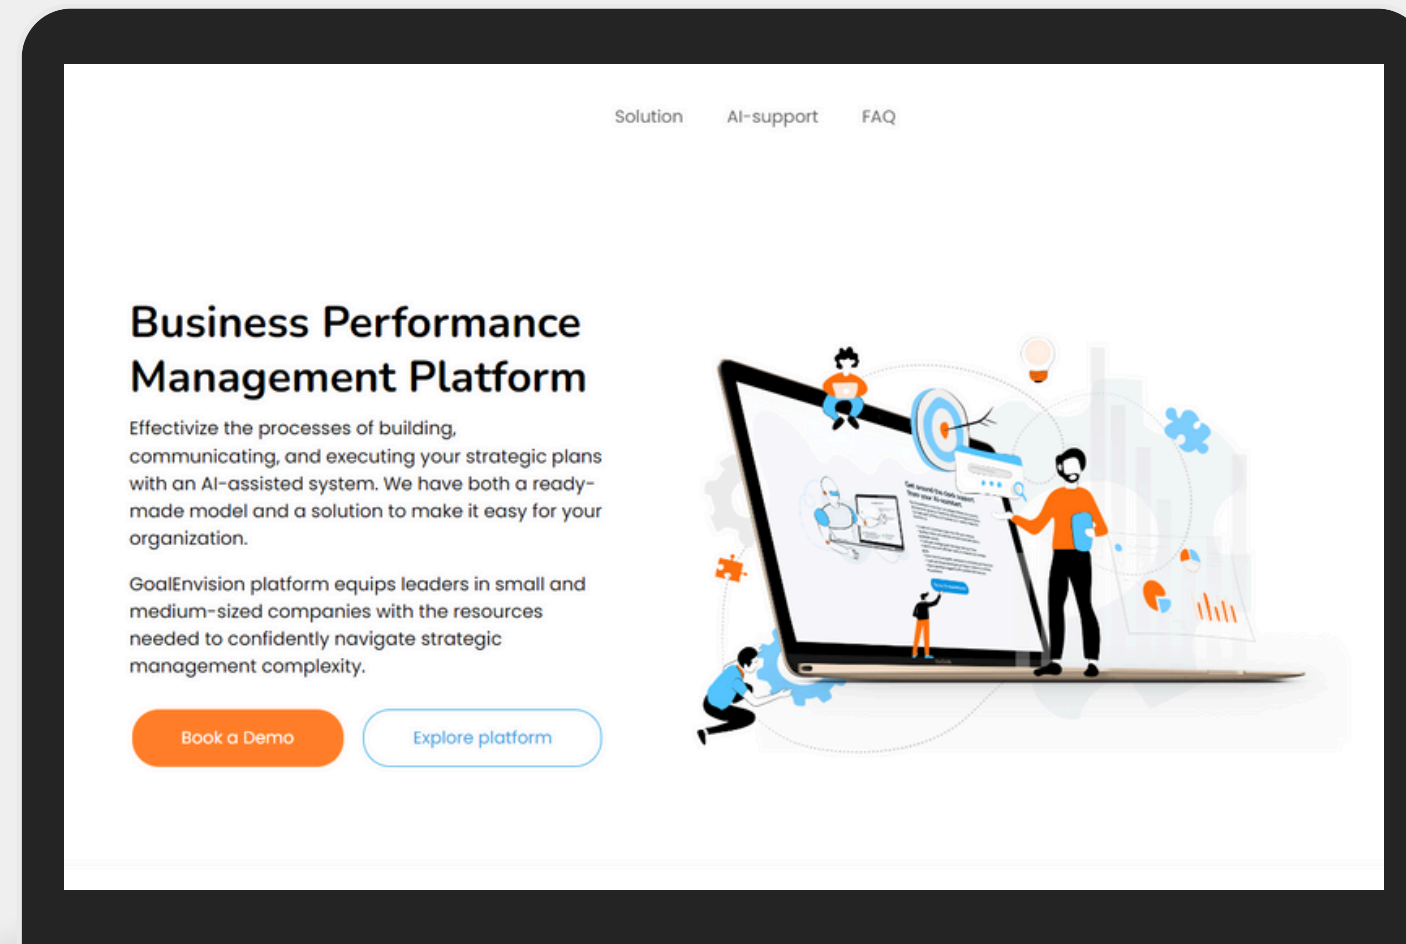 Solution AI-support FAQ
Business Performance
Management Platform
Effectivize the processes of building,
communicating, and executing your strategic plans
with an AI-assisted system. We have both a ready-
made model and a solution to make it easy for your
organization.
GoalEnvision platform equips leaders in small and
medium-sized companies with the resources
needed to confidently navigate strategic
management complexity.
Book a Demo Explore platform